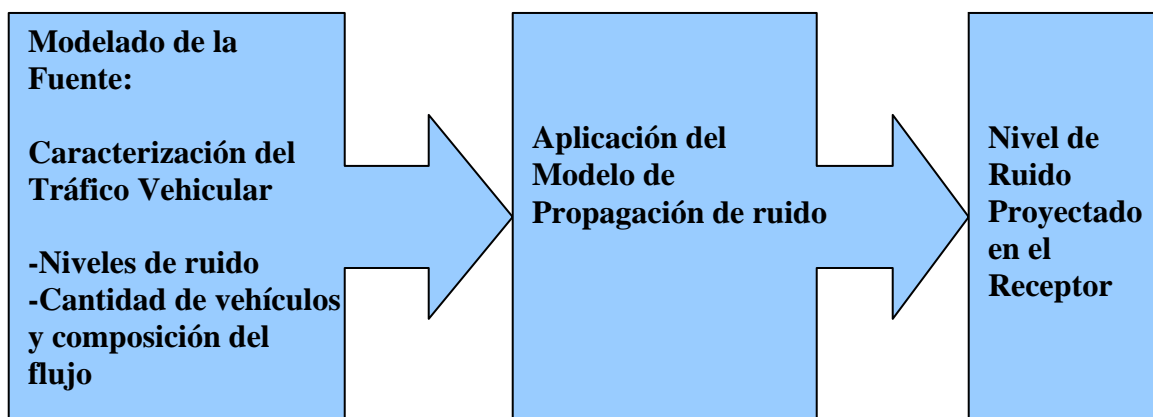 Modelado de la
Fuente:
Caracterización del
Tráfico Vehicular
-Niveles de ruido
-Cantidad de vehículos
y composición del
flujo
Aplicación del
Modelo de
Propagación de ruido
Nivel de
Ruido
Proyectado
en el
Receptor